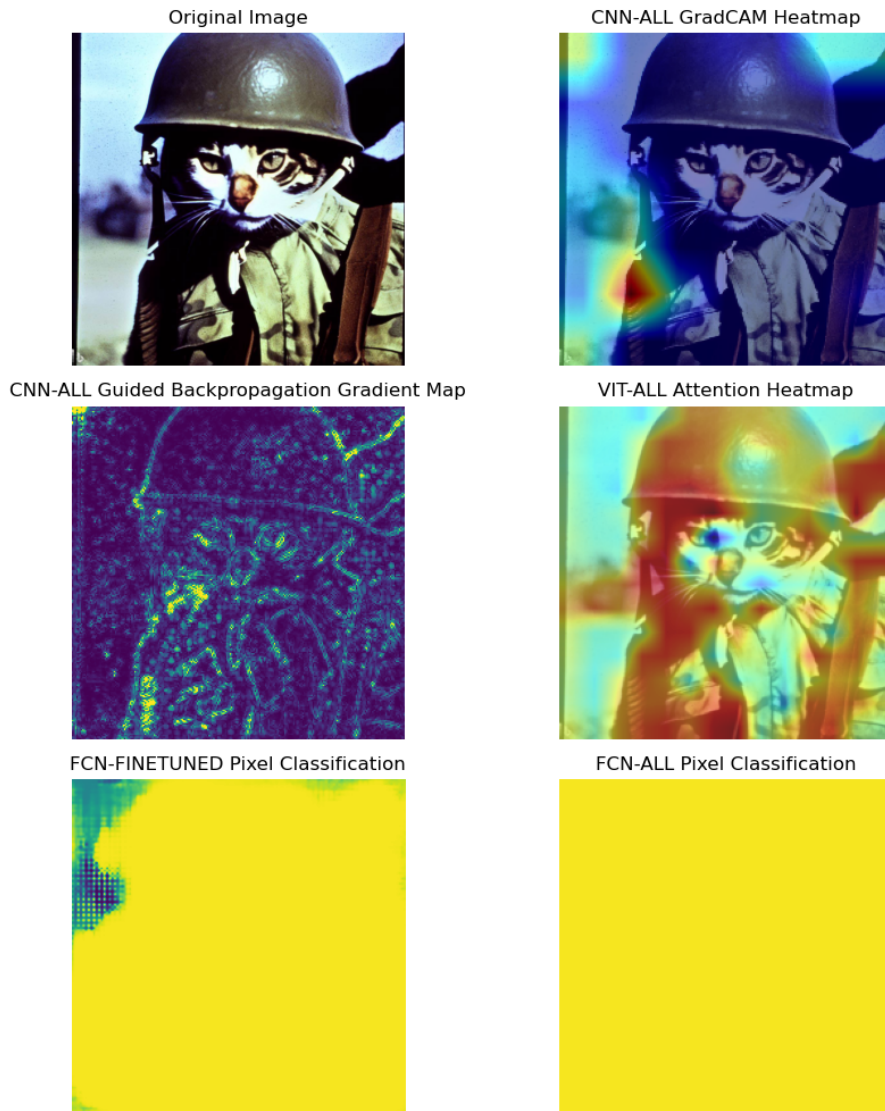 Original Image
CNN-ALL GradCAM Heatmap
CNN-ALL Guided Backpropagation Gradient Map
VIT-ALL Attention Heatmap
FCN-FINETUNED Pixel Classification
FCN-ALL Pixel Classification